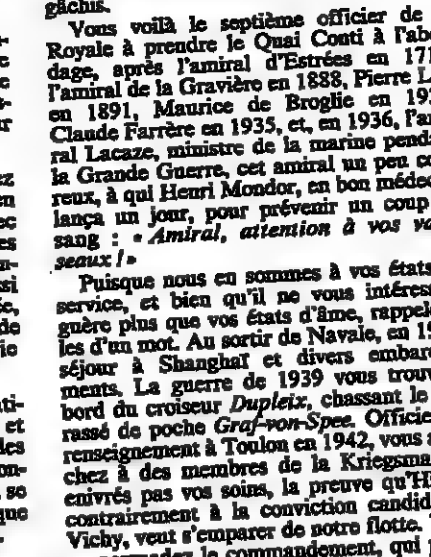 gâchis.
Vous voilà le septième officier de
Royale à prendre le Quai Conti à l'abo
dage, après l'amiral d'Estrées en 171
l'amiral de la Gravière en 1888, Pierre L
en 1891, Maurice de Broglie en 193
Claude Farrère en 1935, et, en 1936, l'am
ral Lacaze, ministre de la marine penda
la Grande Guerre, cet amiral un peu co
reux, à qui Henri Mondor, en bon médec
lança un jour, pour prévenir un coup
sang : « Amiral, attention à vos va
seaux ! »
Puisque nous en sommes à vos états
service, et bien qu'il ne vous intéress
guère plus que vos états d'âme, rappelo
les d'un mot. Au sortir de Navale, en 19
séjour à Shanghaï et divers embarq
ments. La guerre de 1939 vous trouv
bord du croiseur Dupleix, chassant le
rassé de poche Graf-von-Spee. Officier
renseignement à Toulon en 1942, vous a
chez à des membres de la Kriegsma
enivrés pas vos soins, la preuve qu'Hi
contrairement à la conviction candid
Vichy, veut s'emparer de notre flotte.
le commandement, qui